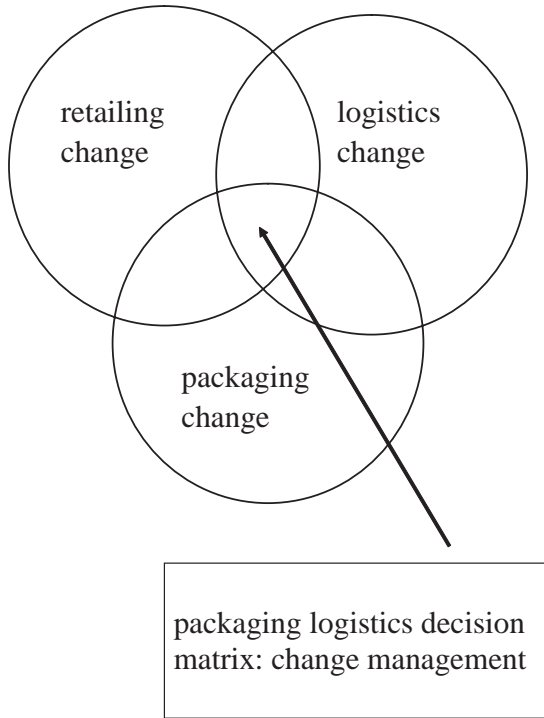 retailing
change
logistics
change
packaging
change
packaging logistics decision
matrix: change management